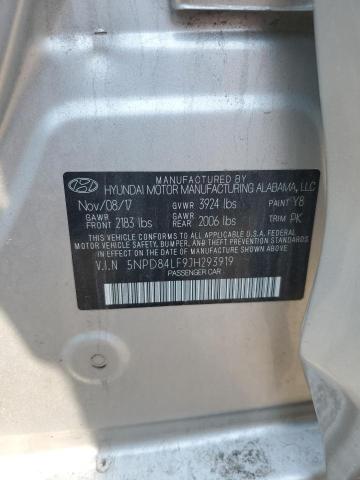 MANUFACTURED BY
HYUNDAI MOTOR MANUFACTURING ALABAMA, LLC
Nov/08/17 GVWR 3924 lbs PAINT Y8
GAWR FRONT 2183 lbs GAWR REAR 2006 lbs TRIM PK
THIS VEHICLE CONFORMS TO ALL APPLICABLE U.S.A. FEDERAL
MOTOR VEHICLE SAFETY, BUMPER, AND THEFT PREVENTION
STANDARDS IN EFFECT ON THE DATE OF MANUFACTURE SHOWN
ABOVE.
V.I.N 5NPD84LF9JH293919
PASSENGER CAR